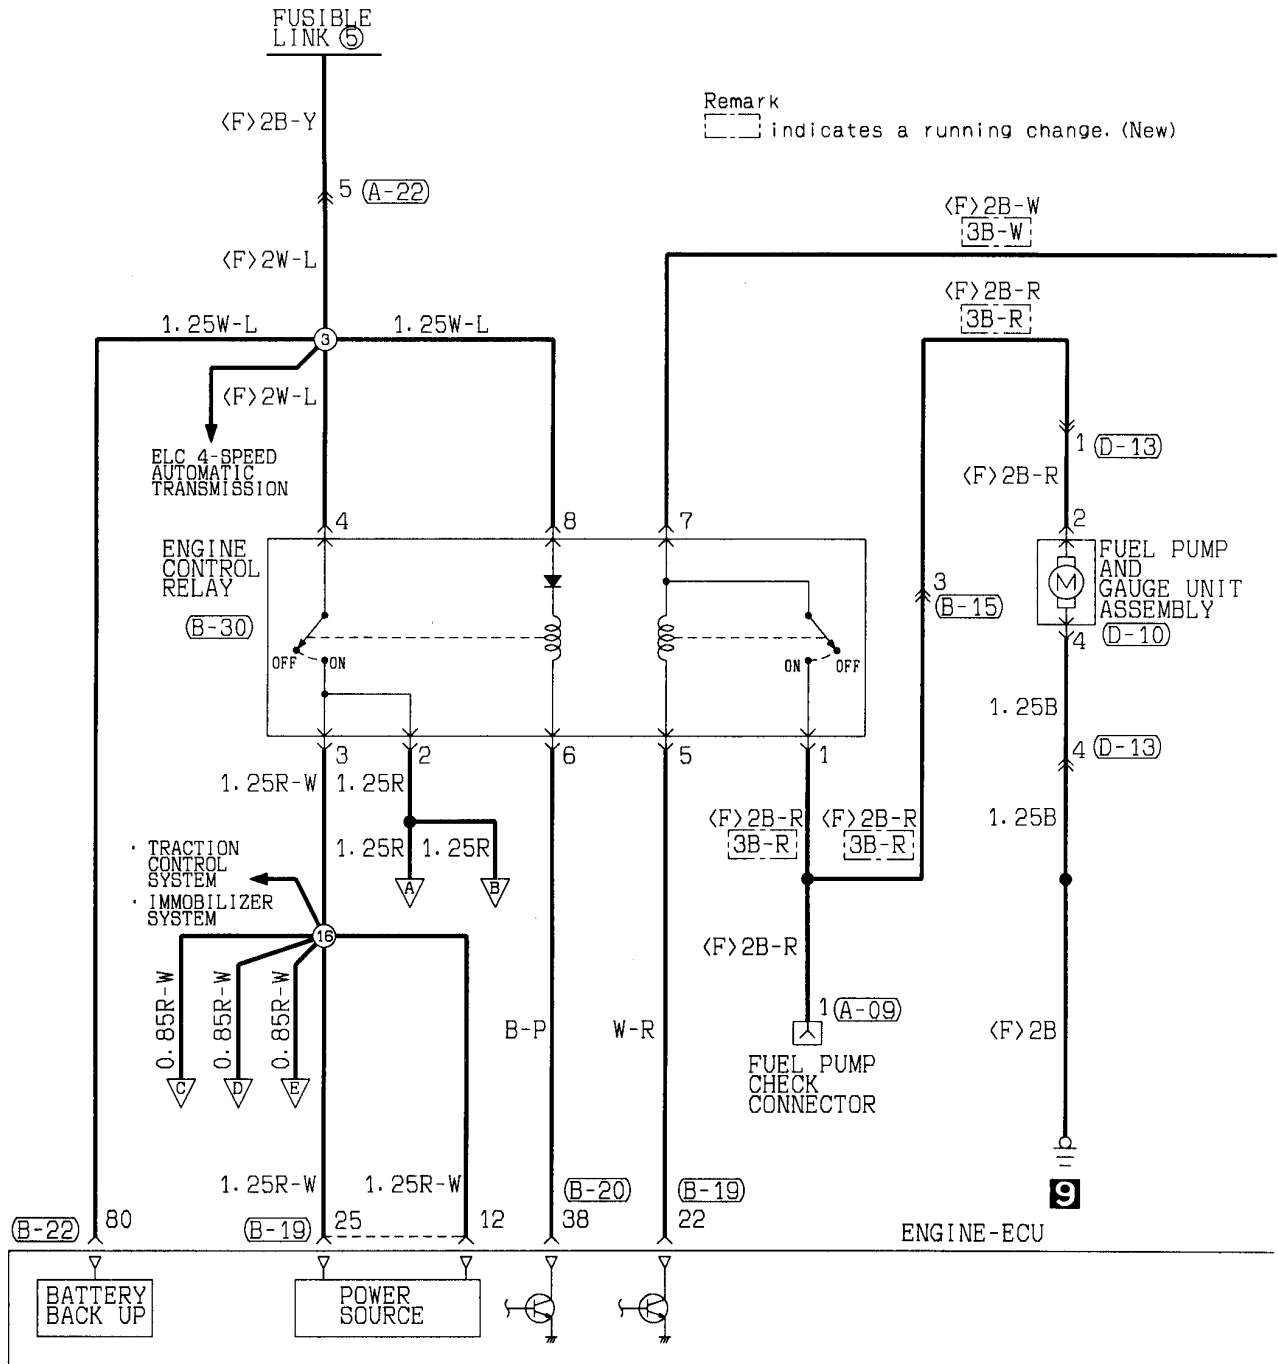 FUSIBLE
LINK ⑤
<F>2B-Y
Remark
indicates a running change. (New)
5 (A-22)
<F>2B-W
3B-W
<F>2W-L
<F>2B-R
3B-R
1.25W-L
1.25W-L
3
<F>2W-L
ELC 4-SPEED
AUTOMATIC
TRANSMISSION
1 (D-13)
<F>2B-R
4
8
7
2
ENGINE
CONTROL
RELAY
(B-30)
OFF
ON
ON
OFF
3
(B-15)
M
FUEL PUMP
AND
GAUGE UNIT
ASSEMBLY
4 (D-10)
1.25B
3
2
6
5
1
4 (D-13)
1.25R-W
1.25R
<F>2B-R
3B-R
<F>2B-R
3B-R
1.25B
1.25R
1.25R
A
B
· TRACTION
CONTROL
SYSTEM
· IMMOBILIZER
SYSTEM
16
<F>2B-R
0.85R-W
0.85R-W
0.85R-W
C
D
E
B-P
W-R
1 (A-09)
FUEL PUMP
CHECK
CONNECTOR
<F>2B
9
1.25R-W
1.25R-W
(B-22) 80
(B-19) 25
12
(B-20)
38
(B-19)
22
ENGINE-ECU
BATTERY
BACK UP
POWER
SOURCE